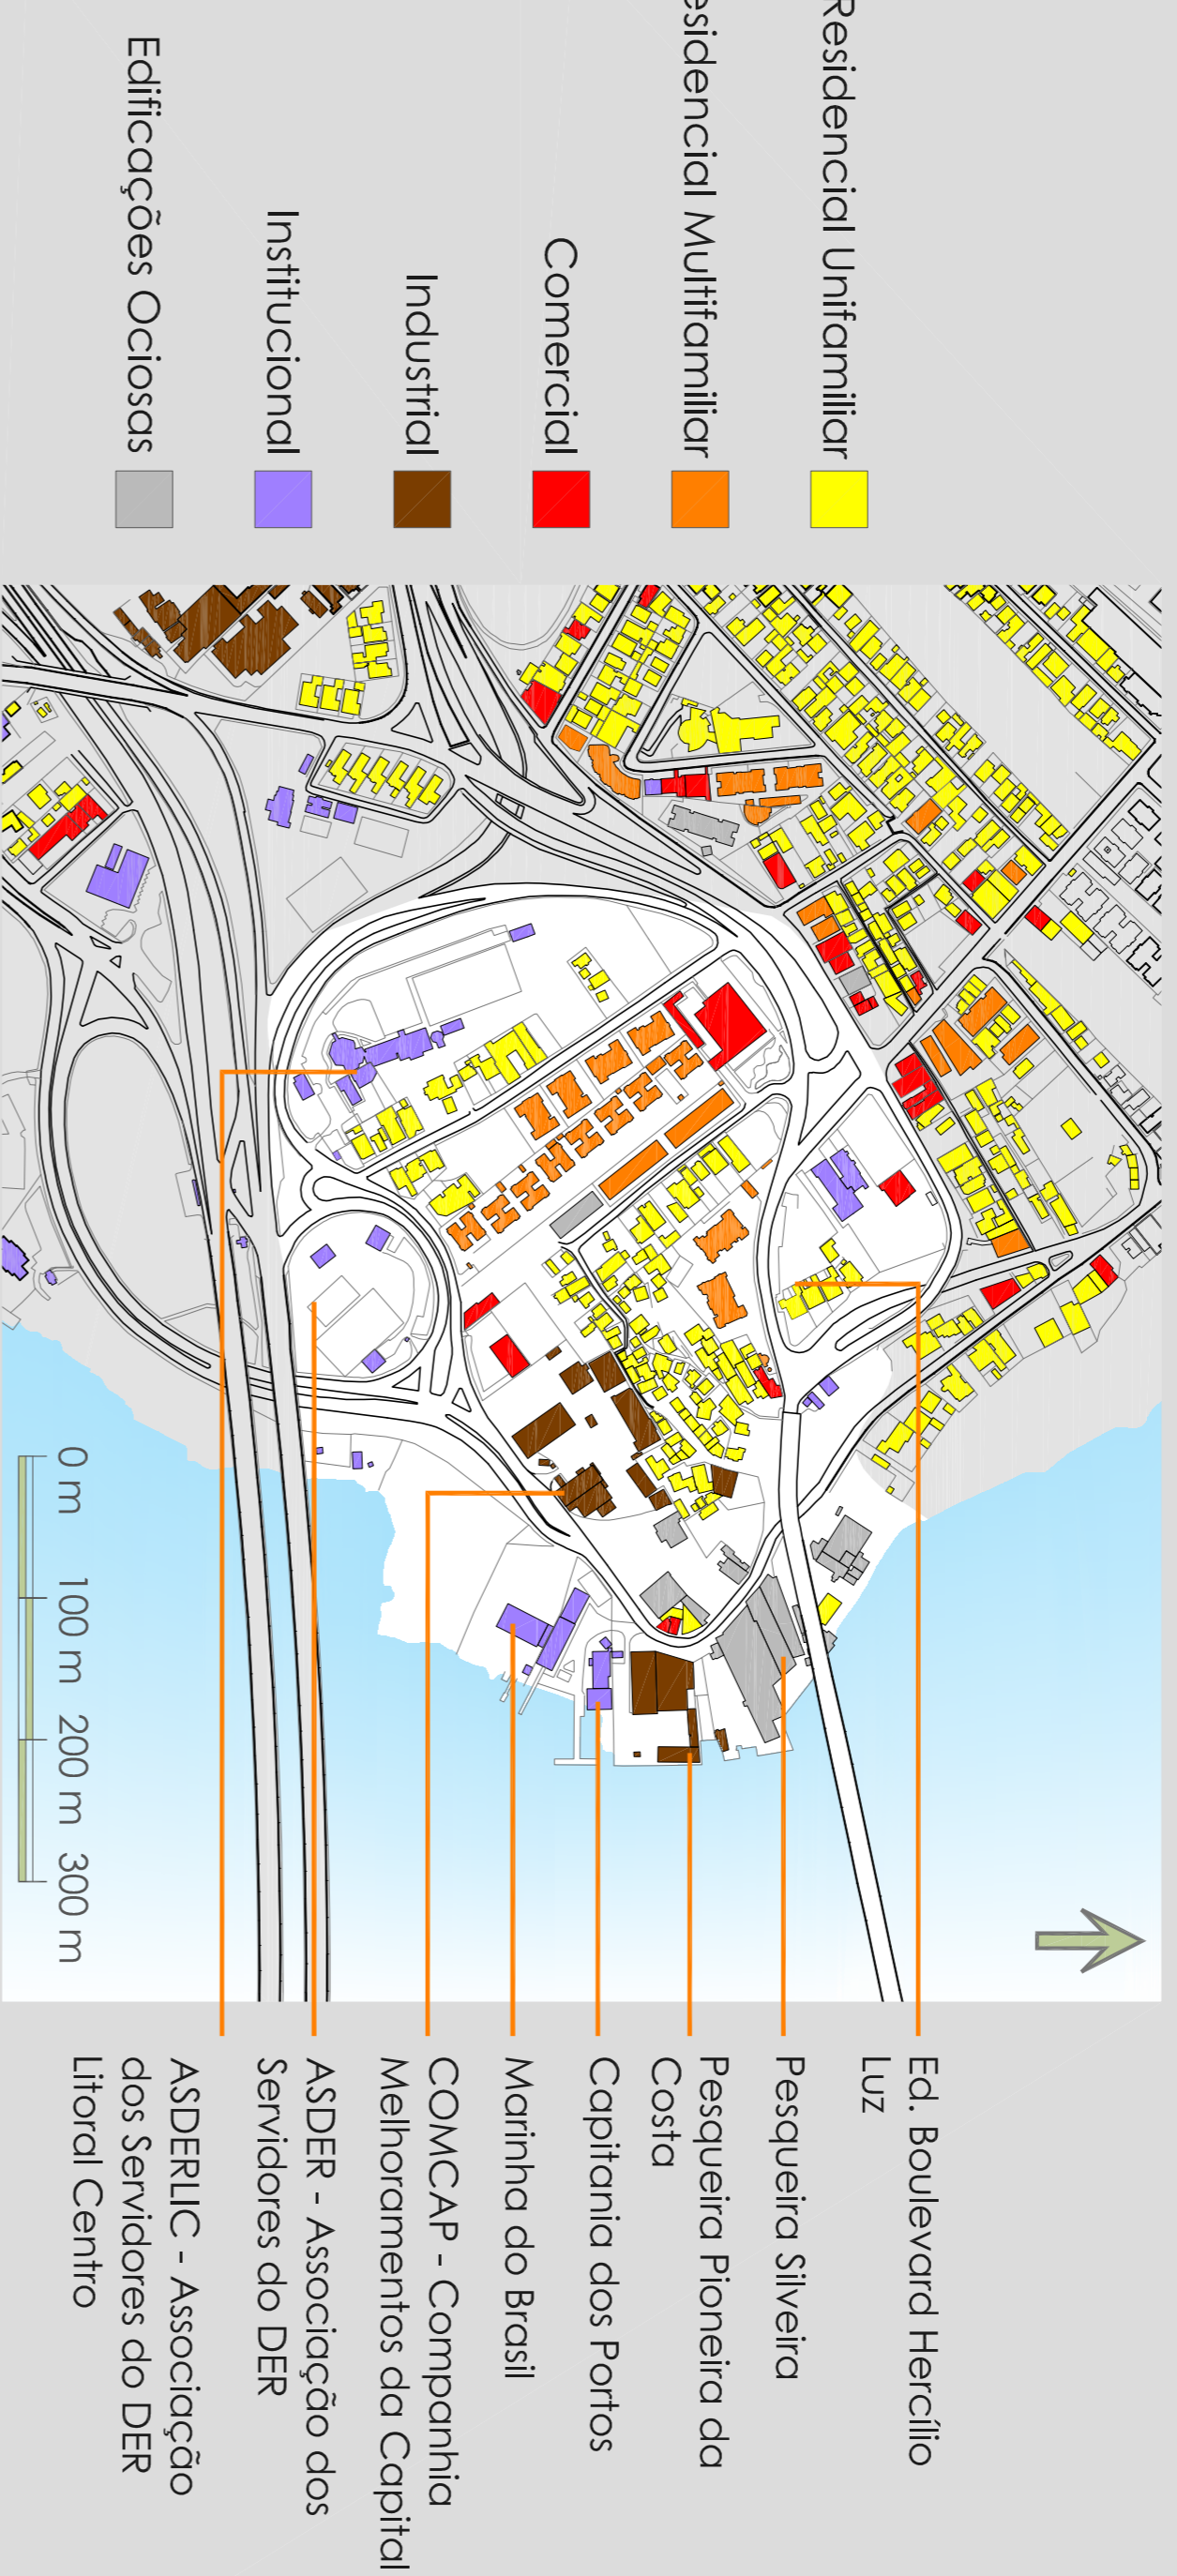 Residencial Unifamiliar
esidencial Multifamiliar
Comercial
Industrial
Institucional
Edificações Ociosas
Ed. Boulevard Hercílio
Luz
Pesqueira Silveira
Pesqueira Pioneira da
Costa
Capitania dos Portos
Marinha do Brasil
COMCAP - Companhia
Melhoramentos da Capital
ASDER - Associação dos
Servidores do DER
ASDERLIC - Associação
dos Servidores do DER
Litoral Centro
0 m 100 m 200 m 300 m